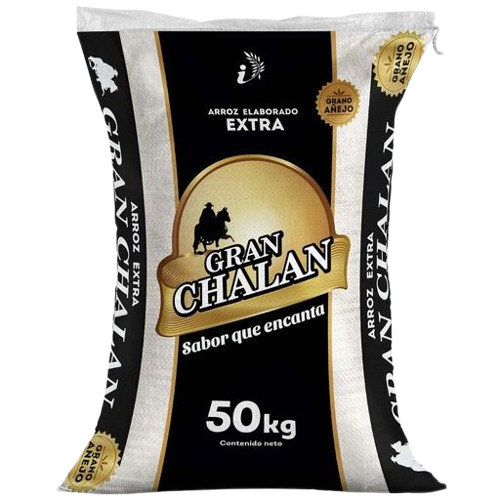 i
ARROZ ELABORADO
EXTRA
GRANO
AÑEJO
GRAN
CHALAN
Sabor que encanta
50kg
Contenido neto
GRAN CHALAN
ARROZ EXTRA
GRANO
AÑEJO
GRANO
AÑEJO
ARROZ EXTRA
GRAN CHALAN